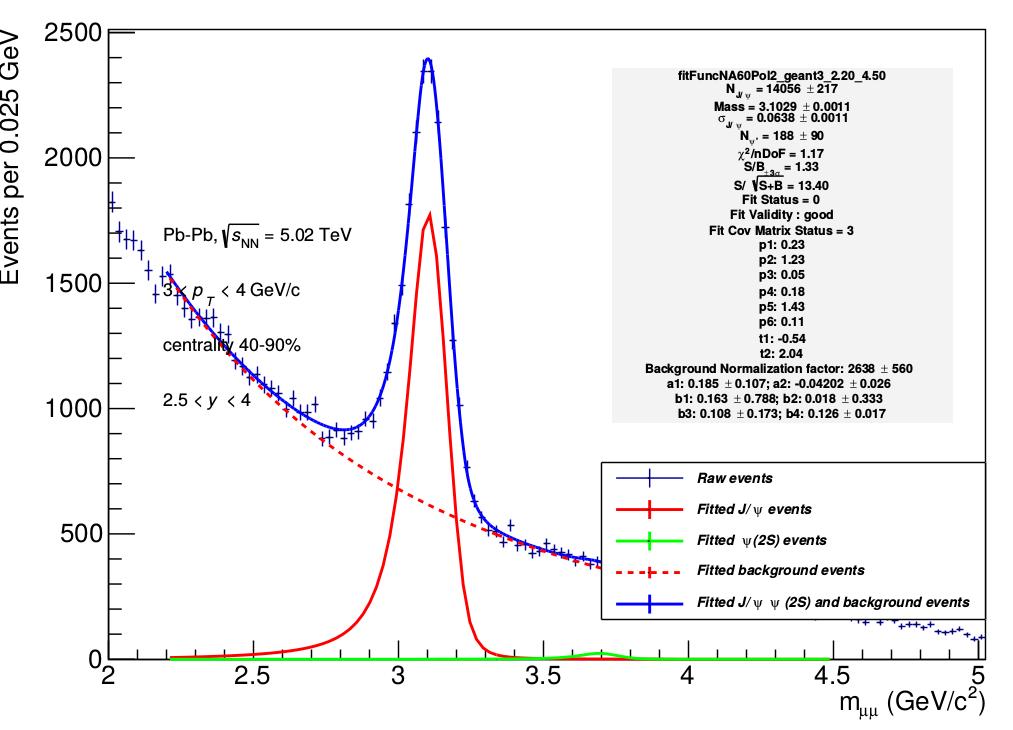 Events per 0.025 GeV
2500
2000
1500
1000
500
0
2 2.5 3 3.5 4 4.5 5
m_μμ (GeV/c²)
Pb-Pb, √s_NN = 5.02 TeV
3 < p_T < 4 GeV/c
centrality 40-90%
2.5 < y < 4
fitFuncNA60Pol2_geant3_2.20_4.50
N_J/ψ = 14056 ± 217
Mass = 3.1029 ± 0.0011
σ_J/ψ = 0.0638 ± 0.0011
N_ψ' = 188 ± 90
χ²/nDoF = 1.17
S/B_±3σ = 1.33
S/ √S+B = 13.40
Fit Status = 0
Fit Validity : good
Fit Cov Matrix Status = 3
p1: 0.23
p2: 1.23
p3: 0.05
p4: 0.18
p5: 1.43
p6: 0.11
t1: -0.54
t2: 2.04
Background Normalization factor: 2638 ± 560
a1: 0.185 ± 0.107; a2: -0.04202 ± 0.026
b1: 0.163 ± 0.788; b2: 0.018 ± 0.333
b3: 0.108 ± 0.173; b4: 0.126 ± 0.017
Raw events
Fitted J/ψ events
Fitted ψ(2S) events
Fitted background events
Fitted J/ψ ψ (2S) and background events